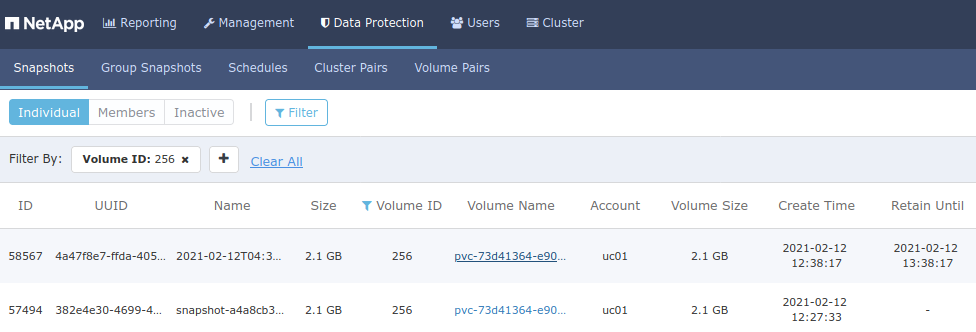 NetApp Reporting Management Data Protection Users Cluster
Snapshots Group Snapshots Schedules Cluster Pairs Volume Pairs
Individual Members Inactive Filter
Filter By: Volume ID: 256 × + Clear All
ID UUID Name Size Volume ID Volume Name Account Volume Size Create Time Retain Until
58567 4a47f8e7-ffda-405... 2021-02-12T04:3... 2.1 GB 256 pvc-73d41364-e90... uc01 2.1 GB 2021-02-12 12:38:17 2021-02-12 13:38:17
57494 382e4e30-4699-4... snapshot-a4a8cb3... 2.1 GB 256 pvc-73d41364-e90... uc01 2.1 GB 2021-02-12 12:27:33 -